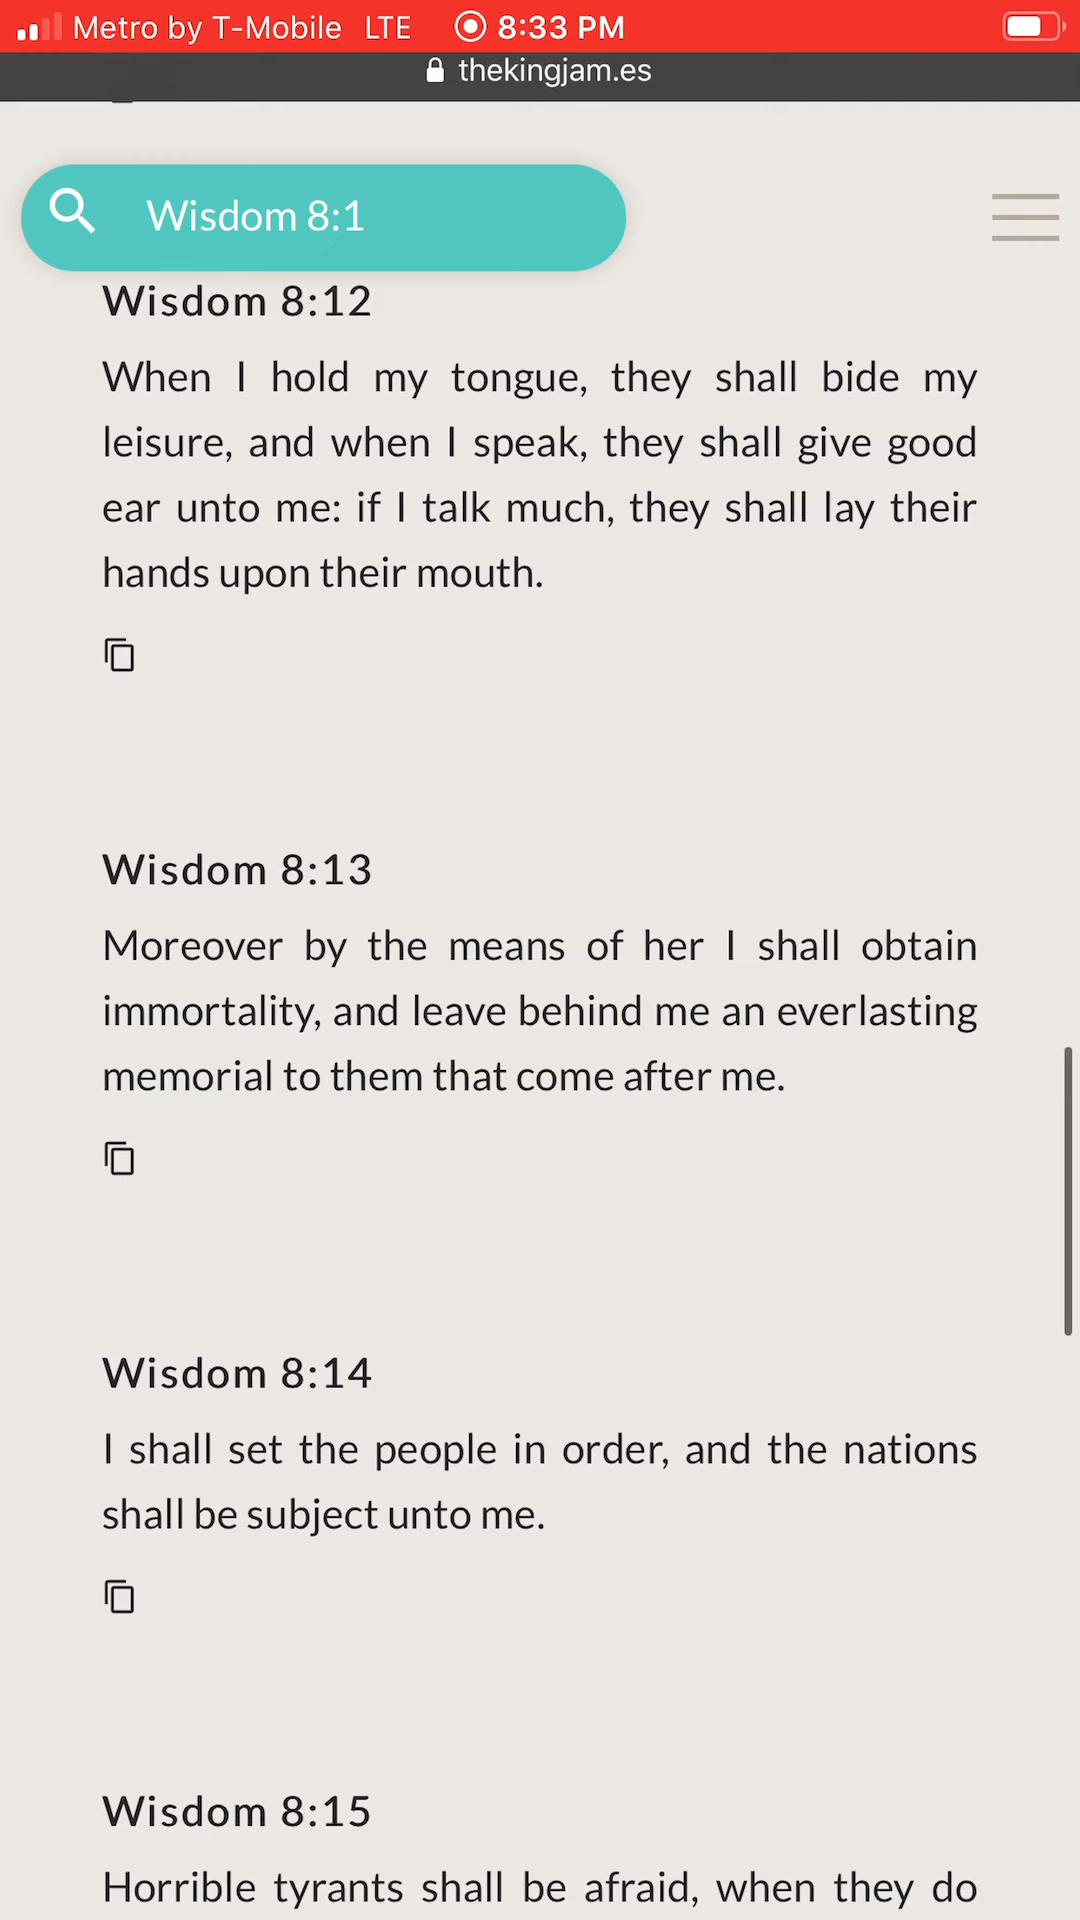 Metro by T-Mobile LTE 8:33 PM
thekingjam.es
Wisdom 8:1
Wisdom 8:12
When I hold my tongue, they shall bide my
leisure, and when I speak, they shall give good
ear unto me: if I talk much, they shall lay their
hands upon their mouth.
Wisdom 8:13
Moreover by the means of her I shall obtain
immortality, and leave behind me an everlasting
memorial to them that come after me.
Wisdom 8:14
I shall set the people in order, and the nations
shall be subject unto me.
Wisdom 8:15
Horrible tyrants shall be afraid, when they do